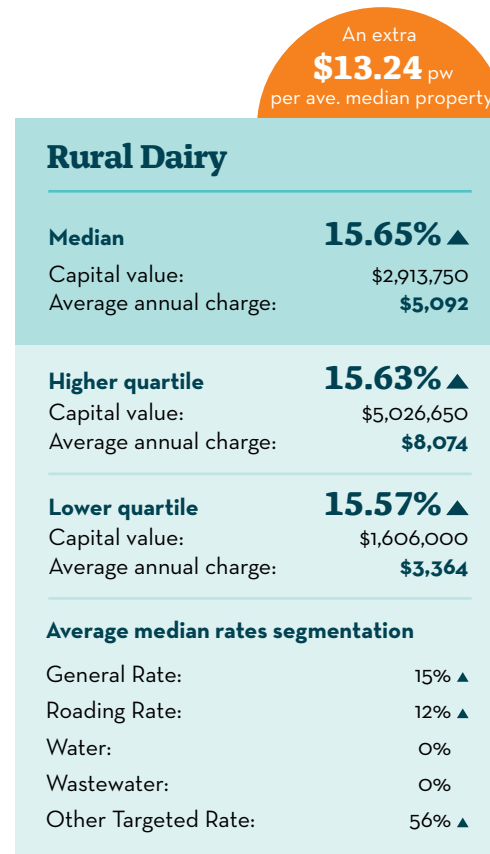 An extra
$13.24 pw
per ave. median property
Rural Dairy
Median 15.65% ▲
Capital value: $2,913,750
Average annual charge: $5,092
Higher quartile 15.63% ▲
Capital value: $5,026,650
Average annual charge: $8,074
Lower quartile 15.57% ▲
Capital value: $1,606,000
Average annual charge: $3,364
Average median rates segmentation
General Rate: 15% ▲
Roading Rate: 12% ▲
Water: 0%
Wastewater: 0%
Other Targeted Rate: 56% ▲